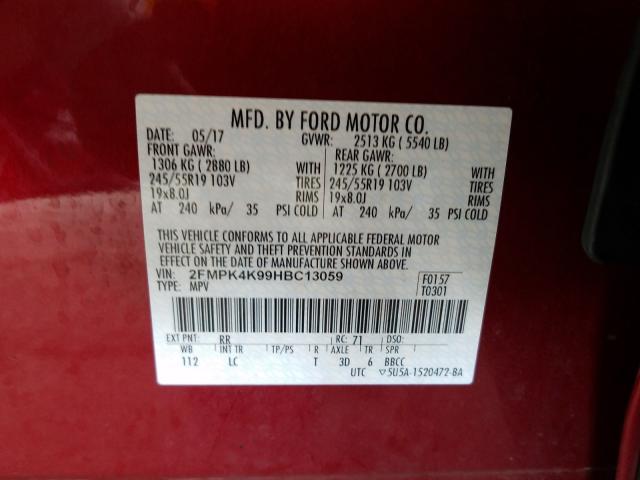 MFD. BY FORD MOTOR CO.
DATE: 05/17 GVWR: 2513 KG ( 5540 LB)
FRONT GAWR: REAR GAWR:
1306 KG ( 2880 LB) WITH 1225 KG ( 2700 LB) WITH
245/55R19 103V TIRES 245/55R19 103V TIRES
19x8.0J RIMS 19x8.0J RIMS
AT 240 kPa/ 35 PSI COLD AT 240 kPa/ 35 PSI COLD
THIS VEHICLE CONFORMS TO ALL APPLICABLE FEDERAL MOTOR
VEHICLE SAFETY AND THEFT PREVENTION STANDARDS IN
EFFECT ON THE DATE OF MANUFACTURE SHOWN ABOVE.
VIN: 2FMPK4K99HBC13059 F0157
TYPE: MPV T0301
EXT PNT: RR RC: 71 DSO:
WB INT TR TP/PS R AXLE TR SPR
112 LC T 3D 6 BBCC
UTC ▽5U5A-1520472-BA